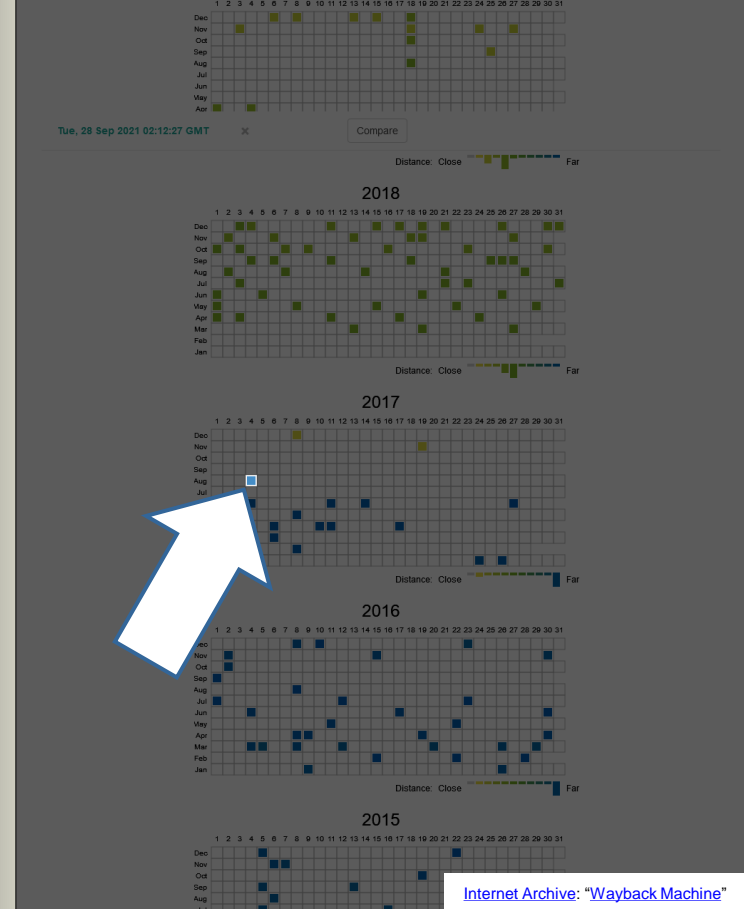 1 2 3 4 5 6 7 8 9 10 11 12 13 14 15 16 17 18 19 20 21 22 23 24 25 26 27 28 29 30 31
Dec
Nov
Oct
Sep
Aug
Jul
Jun
May
Apr
Tue, 28 Sep 2021 02:12:27 GMT × Compare
Distance: Close Far
2018
1 2 3 4 5 6 7 8 9 10 11 12 13 14 15 16 17 18 19 20 21 22 23 24 25 26 27 28 29 30 31
Dec
Nov
Oct
Sep
Aug
Jul
Jun
May
Apr
Mar
Feb
Jan
Distance: Close Far
2017
1 2 3 4 5 6 7 8 9 10 11 12 13 14 15 16 17 18 19 20 21 22 23 24 25 26 27 28 29 30 31
Dec
Nov
Oct
Sep
Aug
Jul
Distance: Close Far
2016
1 2 3 4 5 6 7 8 9 10 11 12 13 14 15 16 17 18 19 20 21 22 23 24 25 26 27 28 29 30 31
Dec
Nov
Oct
Sep
Aug
Jul
Jun
May
Apr
Mar
Feb
Jan
Distance: Close Far
2015
1 2 3 4 5 6 7 8 9 10 11 12 13 14 15 16 17 18 19 20 21 22 23 24 25 26 27 28 29 30 31
Dec
Nov
Oct
Sep
Aug
Internet Archive: “Wayback Machine”